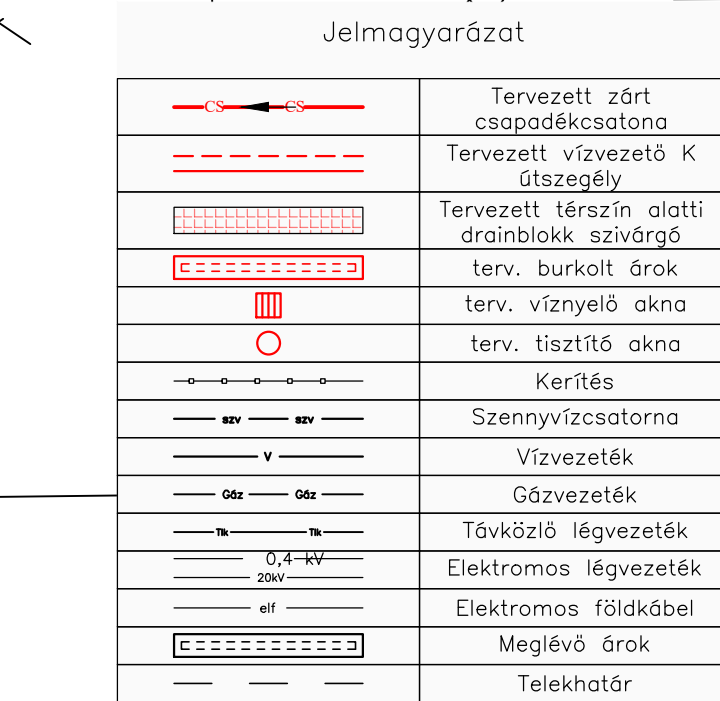 Jelmagyarázat
CS CS
Tervezett zárt
csapadékcsatona
Tervezett vízvezető K
útszegély
Tervezett térszín alatti
drainblokk szivárgó
terv. burkolt árok
terv. víznyelő akna
terv. tisztító akna
Kerítés
szv szv
Szennyvízcsatorna
V
Vízvezeték
Gáz Gáz
Gázvezeték
Tlk Tlk
Távközlő légvezeték
0,4 kV
20kV
Elektromos légvezeték
elf
Elektromos földkábel
Meglévő árok
Telekhatár